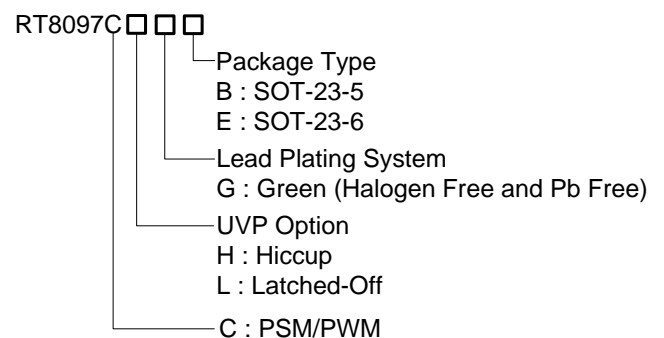 RT8097C
Package Type
B : SOT-23-5
E : SOT-23-6
Lead Plating System
G : Green (Halogen Free and Pb Free)
UVP Option
H : Hiccup
L : Latched-Off
C : PSM/PWM